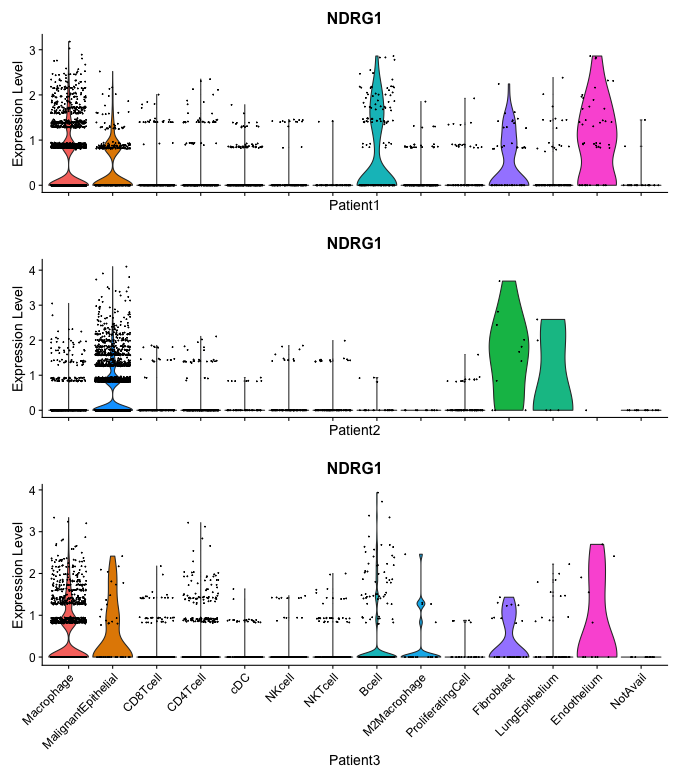 NDRG1
Expression Level
3
2
1
0
Patient1
NDRG1
Expression Level
4
3
2
1
0
Patient2
NDRG1
Expression Level
4
3
2
1
0
Macrophage
MalignantEpithelial
CD8Tcell
CD4Tcell
cDC
NKcell
NKTcell
Bcell
M2Macrophage
ProliferatingCell
Fibroblast
LungEpithelium
Endothelium
NotAvail
Patient3